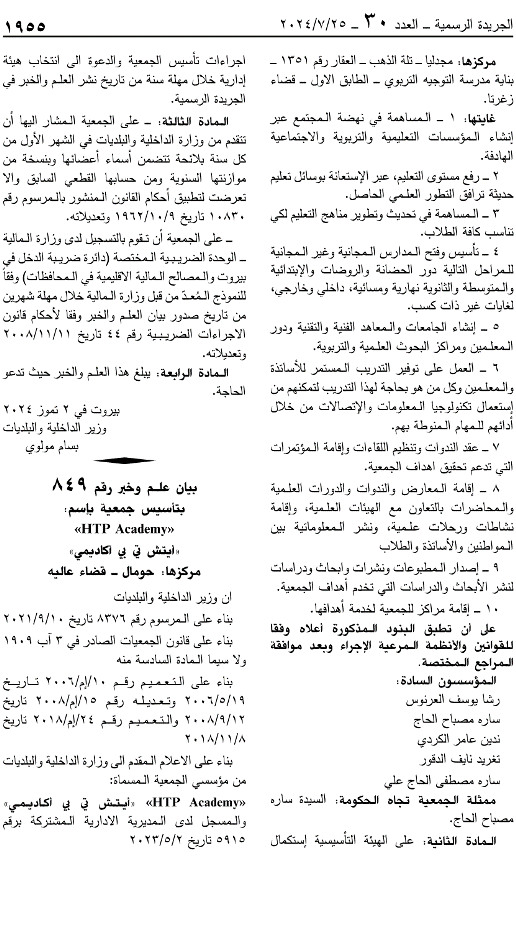 الجريدة الرسمية – العدد ٣٠ – ٢٠٢٤/٧/٢٥
١٩٥٥
مركزها: مجدليا – تلة الذهب – العقار رقم ١٣٥١ –
بناية مدرسة التوجيه التربوي – الطابق الاول – قضاء
زغرتا.
غايتها: ١ – المساهمة في نهضة المجتمع عبر
إنشاء المؤسسات التعليمية والتربوية والاجتماعية
الهادفة.
٢ – رفع مستوى التعليم، عبر الإستعانة بوسائل تعليم
حديثة ترافق التطور العلمي الحاصل.
٣ – المساهمة في تحديث وتطوير مناهج التعليم لكي
تناسب كافة الطلاب.
٤ – تأسيس وفتح المدارس المجانية وغير المجانية
للمراحل التالية دور الحضانة والروضات والإبتدائية
والمتوسطة والثانوية نهارية ومسائية، داخلي وخارجي،
لغايات غير ذات كسب.
٥ – إنشاء الجامعات والمعاهد الفنية والتقنية ودور
المعلمين ومراكز البحوث العلمية والتربوية.
٦ – العمل على توفير التدريب المستمر للأساتذة
والمعلمين وكل من هو بحاجة لهذا التدريب لتمكنهم من
إستعمال تكنولوجيا المعلومات والإتصالات من خلال
أدائهم للمهام المنوطة بهم.
٧ – عقد الندوات وتنظيم اللقاءات وإقامة المؤتمرات
التي تدعم تحقيق اهداف الجمعية.
٨ – إقامة المعارض والندوات والدورات العلمية
والمحاضرات بالتعاون مع الهيئات العلمية، وإقامة
نشاطات ورحلات علمية، ونشر المعلوماتية بين
المواطنين والأساتذة والطلاب
٩ – إصدار المطبوعات ونشرات وابحاث ودراسات
لنشر الأبحاث والدراسات التي تخدم أهداف الجمعية.
١٠ – إقامة مراكز للجمعية لخدمة أهدافها.
على أن تطبق البنود المذكورة أعلاه وفقا
للقوانين والأنظمة المرعية الإجراء وبعد موافقة
المراجع المختصة.
المؤسسون السادة:
رشا يوسف العرنوس
ساره مصباح الحاج
ندين عامر الكردي
تغريد نايف الدقور
ساره مصطفى الحاج علي
ممثلة الجمعية تجاه الحكومة: السيدة ساره
مصباح الحاج.
المادة الثانية: على الهيئة التأسيسية إستكمال
اجراءات تأسيس الجمعية والدعوة الى انتخاب هيئة
إدارية خلال مهلة سنة من تاريخ نشر العلم والخبر في
الجريدة الرسمية.
المادة الثالثة: – على الجمعية المشار اليها أن
تتقدم من وزارة الداخلية والبلديات في الشهر الأول من
كل سنة بلائحة تتضمن أسماء أعضائها وبنسخة من
موازنتها السنوية ومن حسابها القطعي السابق والا
تعرضت لتطبيق أحكام القانون المنشور بالمرسوم رقم
١٠٨٣٠ تاريخ ١٩٦٢/١٠/٩ وتعديلاته.
– على الجمعية أن تقوم بالتسجيل لدى وزارة المالية
– الوحدة الضريبية المختصة (دائرة ضريبة الدخل في
بيروت والمصالح المالية الاقليمية في المحافظات) وفقاً
للنموذج المُعدّ من قبل وزارة المالية خلال مهلة شهرين
من تاريخ صدور بيان العلم والخبر وفقا لأحكام قانون
الاجراءات الضريبية رقم ٤٤ تاريخ ٢٠٠٨/١١/١١
وتعديلاته.
المادة الرابعة: يبلغ هذا العلم والخبر حيث تدعو
الحاجة.
بيروت في ٢ تموز ٢٠٢٤
وزير الداخلية والبلديات
بسام مولوي
بيان علم وخبر رقم ٨٤٩
بتأسيس جمعية بإسم:
«HTP Academy»
«أيتش تي بي أكاديمي»
مركزها: حومال – قضاء عاليه
ان وزير الداخلية والبلديات
بناء على المرسوم رقم ٨٣٧٦ تاريخ ٢٠٢١/٩/١٠
بناء على قانون الجمعيات الصادر في ٣ آب ١٩٠٩
ولا سيما المادة السادسة منه
بناء على التعميم رقم ١٠/إم/٢٠٠٦ تاريخ
٢٠٠٦/٥/١٩ وتعديله رقم ١٥/إم/٢٠٠٨ تاريخ
٢٠٠٨/٩/١٢ والتعميم رقم ٢٤/إم/٢٠١٨ تاريخ
٢٠١٨/١١/٨
بناء على الاعلام المقدم الى وزارة الداخلية والبلديات
من مؤسسي الجمعية المسماة:
«HTP Academy» «أيتش تي بي أكاديمي»
والمسجل لدى المديرية الادارية المشتركة برقم
٥٩١٥ تاريخ ٢٠٢٣/٥/٢